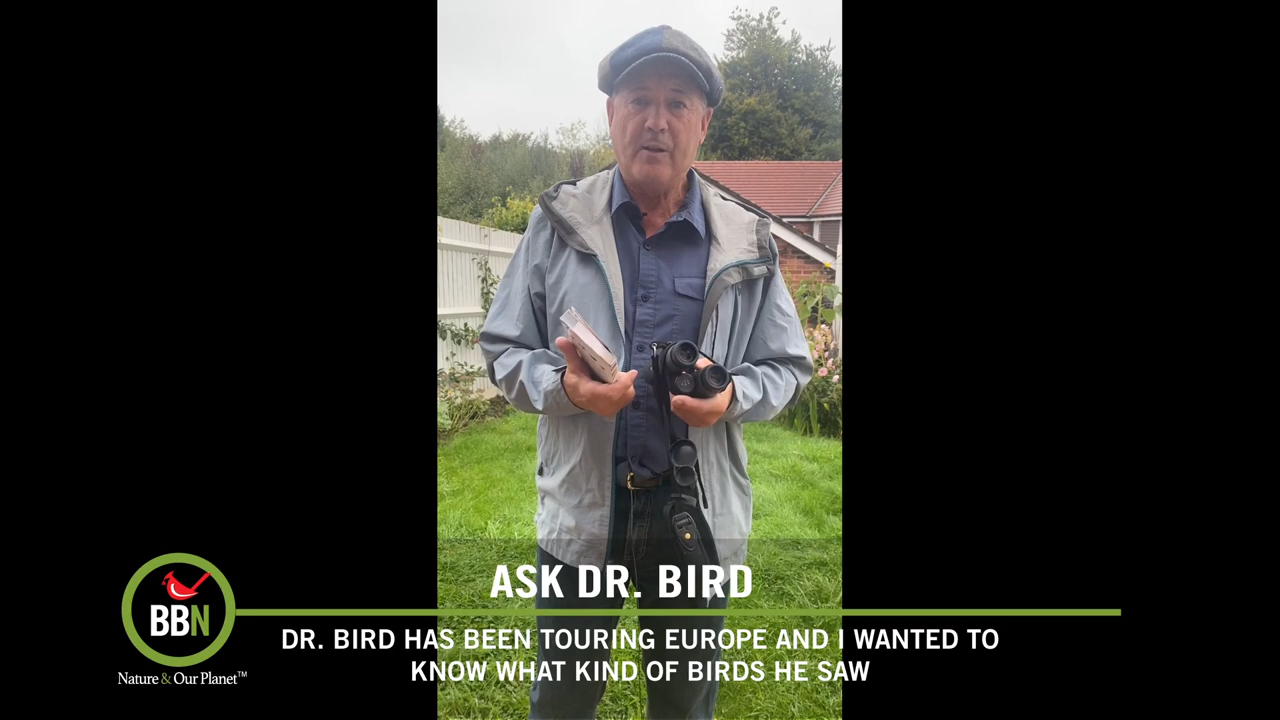 ASK DR. BIRD
BBN
DR. BIRD HAS BEEN TOURING EUROPE AND I WANTED TO
KNOW WHAT KIND OF BIRDS HE SAW
Nature & Our Planet™